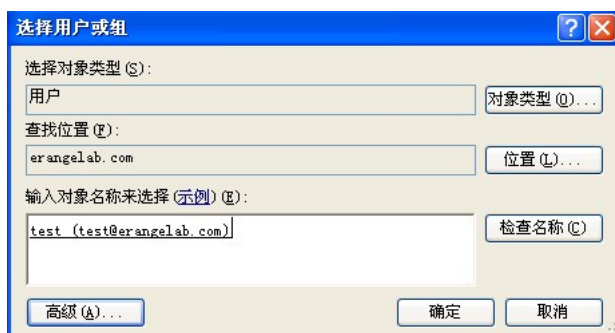 选择用户或组
选择对象类型(S):
用户
对象类型(O)...
查找位置(F):
erangelab.com
位置(L)...
输入对象名称来选择(示例)(E):
test (test@erangelab.com)
检查名称(C)
高级(A)...
确定
取消